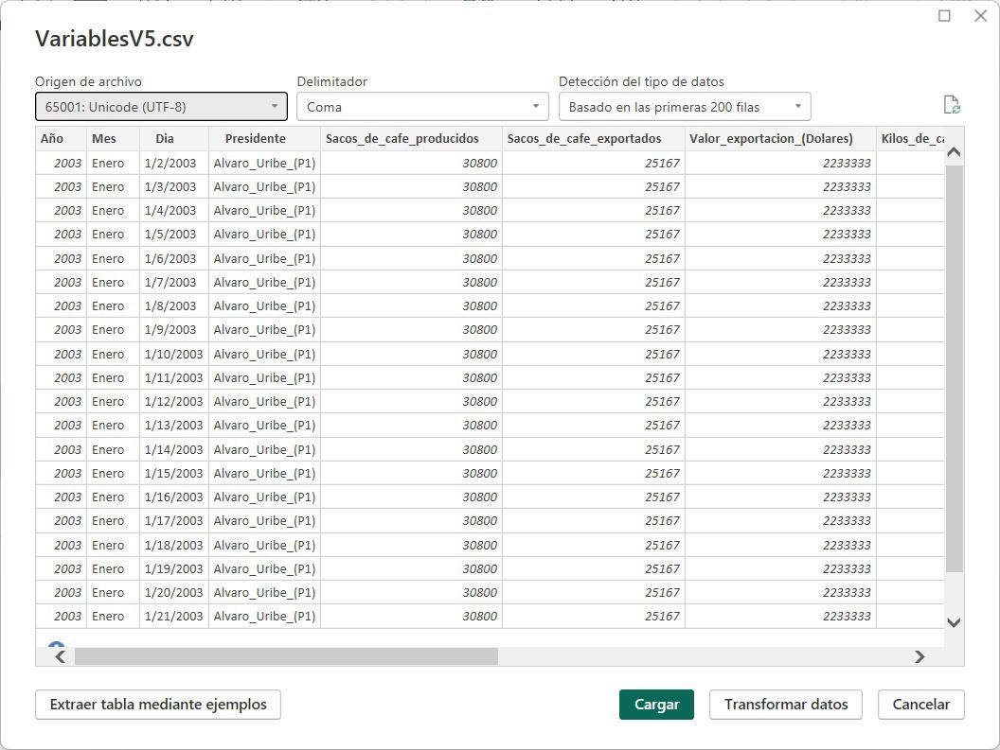 VariablesV5.csv
Origen de archivo Delimitador Detección del tipo de datos
65001: Unicode (UTF-8) Coma Basado en las primeras 200 filas
Año Mes Dia Presidente Sacos_de_cafe_producidos Sacos_de_cafe_exportados Valor_exportacion_(Dolares) Kilos_de_ca
2003 Enero 1/2/2003 Alvaro_Uribe_(P1) 30800 25167 2233333
2003 Enero 1/3/2003 Alvaro_Uribe_(P1) 30800 25167 2233333
2003 Enero 1/4/2003 Alvaro_Uribe_(P1) 30800 25167 2233333
2003 Enero 1/5/2003 Alvaro_Uribe_(P1) 30800 25167 2233333
2003 Enero 1/6/2003 Alvaro_Uribe_(P1) 30800 25167 2233333
2003 Enero 1/7/2003 Alvaro_Uribe_(P1) 30800 25167 2233333
2003 Enero 1/8/2003 Alvaro_Uribe_(P1) 30800 25167 2233333
2003 Enero 1/9/2003 Alvaro_Uribe_(P1) 30800 25167 2233333
2003 Enero 1/10/2003 Alvaro_Uribe_(P1) 30800 25167 2233333
2003 Enero 1/11/2003 Alvaro_Uribe_(P1) 30800 25167 2233333
2003 Enero 1/12/2003 Alvaro_Uribe_(P1) 30800 25167 2233333
2003 Enero 1/13/2003 Alvaro_Uribe_(P1) 30800 25167 2233333
2003 Enero 1/14/2003 Alvaro_Uribe_(P1) 30800 25167 2233333
2003 Enero 1/15/2003 Alvaro_Uribe_(P1) 30800 25167 2233333
2003 Enero 1/16/2003 Alvaro_Uribe_(P1) 30800 25167 2233333
2003 Enero 1/17/2003 Alvaro_Uribe_(P1) 30800 25167 2233333
2003 Enero 1/18/2003 Alvaro_Uribe_(P1) 30800 25167 2233333
2003 Enero 1/19/2003 Alvaro_Uribe_(P1) 30800 25167 2233333
2003 Enero 1/20/2003 Alvaro_Uribe_(P1) 30800 25167 2233333
2003 Enero 1/21/2003 Alvaro_Uribe_(P1) 30800 25167 2233333
Extraer tabla mediante ejemplos Cargar Transformar datos Cancelar